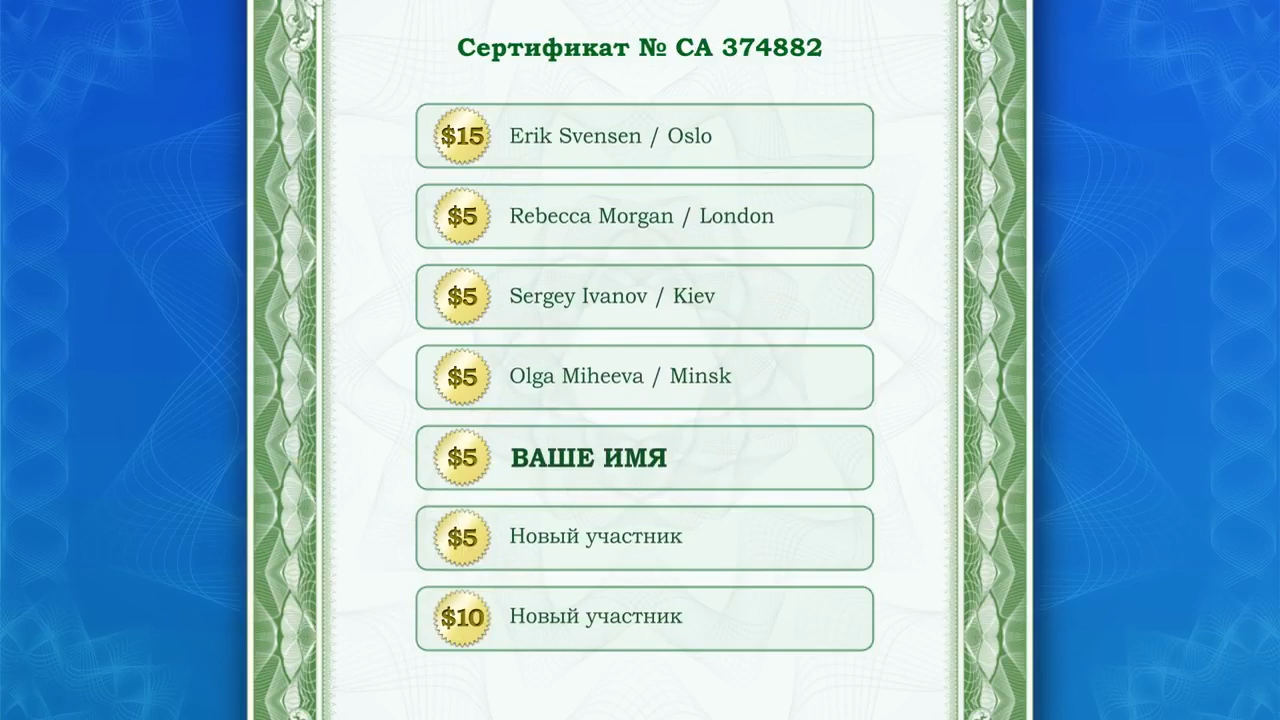 Сертификат № СА 374882
$15 Erik Svensen / Oslo
$5 Rebecca Morgan / London
$5 Sergey Ivanov / Kiev
$5 Olga Miheeva / Minsk
$5 ВАШЕ ИМЯ
$5 Новый участник
$10 Новый участник